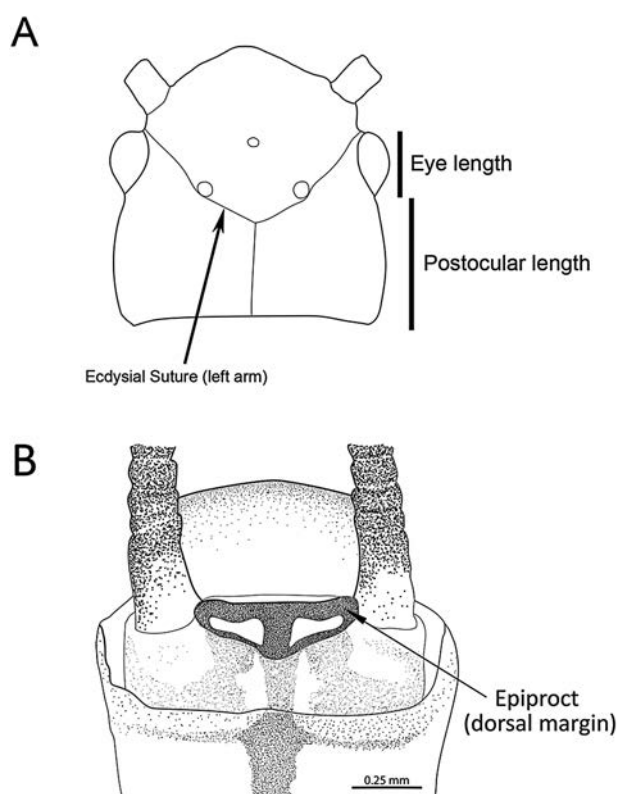 A
Eye length
Postocular length
Ecdysial Suture (left arm)
B
Epiproct
(dorsal margin)
0.25 mm